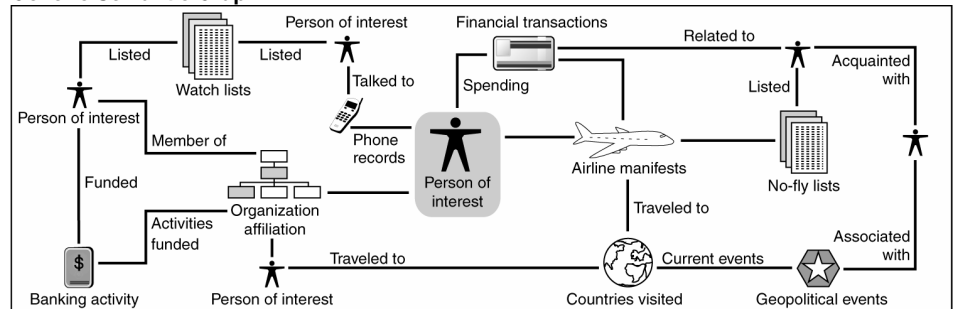 Person of interest
Financial transactions
Related to
Listed
Listed
Talked to
Acquainted
with
Watch lists
Spending
Listed
Person of interest
Phone
records
Member of
Person of
interest
Airline manifests
No-fly lists
Funded
Organization
affiliation
Activities
funded
Traveled to
Traveled to
Current events
Associated
with
$
Banking activity
Person of interest
Countries visited
Geopolitical events